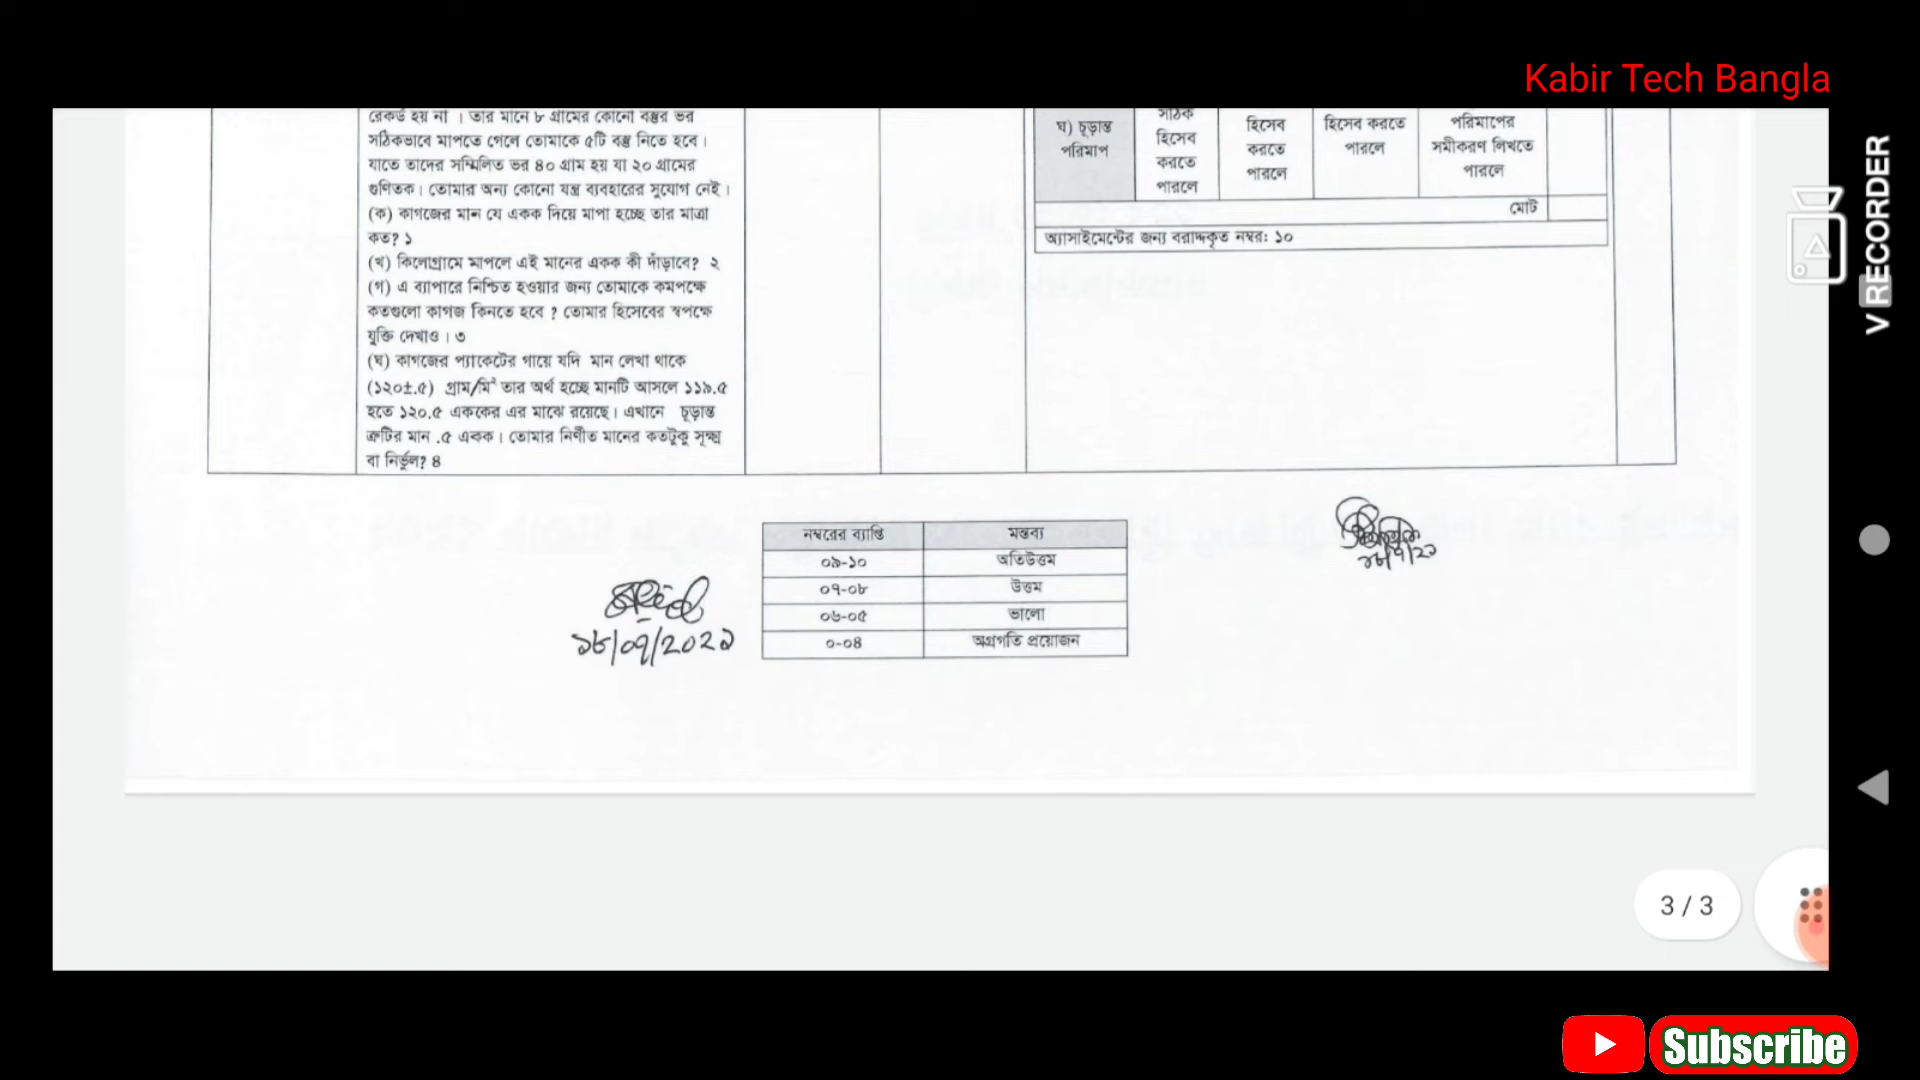 Kabir Tech Bangla
রেকর্ড হয় না । তার মানে ৮ গ্রামের কোনো বস্তুর ভর
সঠিকভাবে মাপতে গেলে তোমাকে ৫টি বস্তু নিতে হবে।
যাতে তাদের সম্মিলিত ভর ৪০ গ্রাম হয় যা ২০ গ্রামের
গুণিতক। তোমার অন্য কোনো যন্ত্র ব্যবহারের সুযোগ নেই।
(ক) কাগজের মান যে একক দিয়ে মাপা হচ্ছে তার মাত্রা
কত? ১
(খ) কিলোগ্রামে মাপলে এই মানের একক কী দাঁড়াবে? ২
(গ) এ ব্যাপারে নিশ্চিত হওয়ার জন্য তোমাকে কমপক্ষে
কতগুলো কাগজ কিনতে হবে ? তোমার হিসেবের স্বপক্ষে
যুক্তি দেখাও। ৩
(ঘ) কাগজের প্যাকেটের গায়ে যদি মান লেখা থাকে
(১২০±.৫) গ্রাম/মি² তার অর্থ হচ্ছে মানটি আসলে ১১৯.৫
হতে ১২০.৫ এককের এর মাঝে রয়েছে। এখানে চূড়ান্ত
ত্রুটির মান .৫ একক। তোমার নির্ণীত মানের কতটুকু সূক্ষ্ম
বা নির্ভুল? ৪
ঘ) চূড়ান্ত
পরিমাপ
সঠিক
হিসেব
করতে
পারলে
হিসেব
করতে
পারলে
হিসেব করতে
পারলে
পরিমাপের
সমীকরণ লিখতে
পারলে
মোট
অ্যাসাইমেন্টের জন্য বরাদ্দকৃত নম্বরঃ ১০
নম্বরের ব্যাপ্তি মন্তব্য
০৯-১০ অতিউত্তম
০৭-০৮ উত্তম
০৬-০৫ ভালো
০-০৪ অগ্রগতি প্রয়োজন
১৮/০৭/২০২১
১৮/৭/২১
3 / 3
V RECORDER
Subscribe